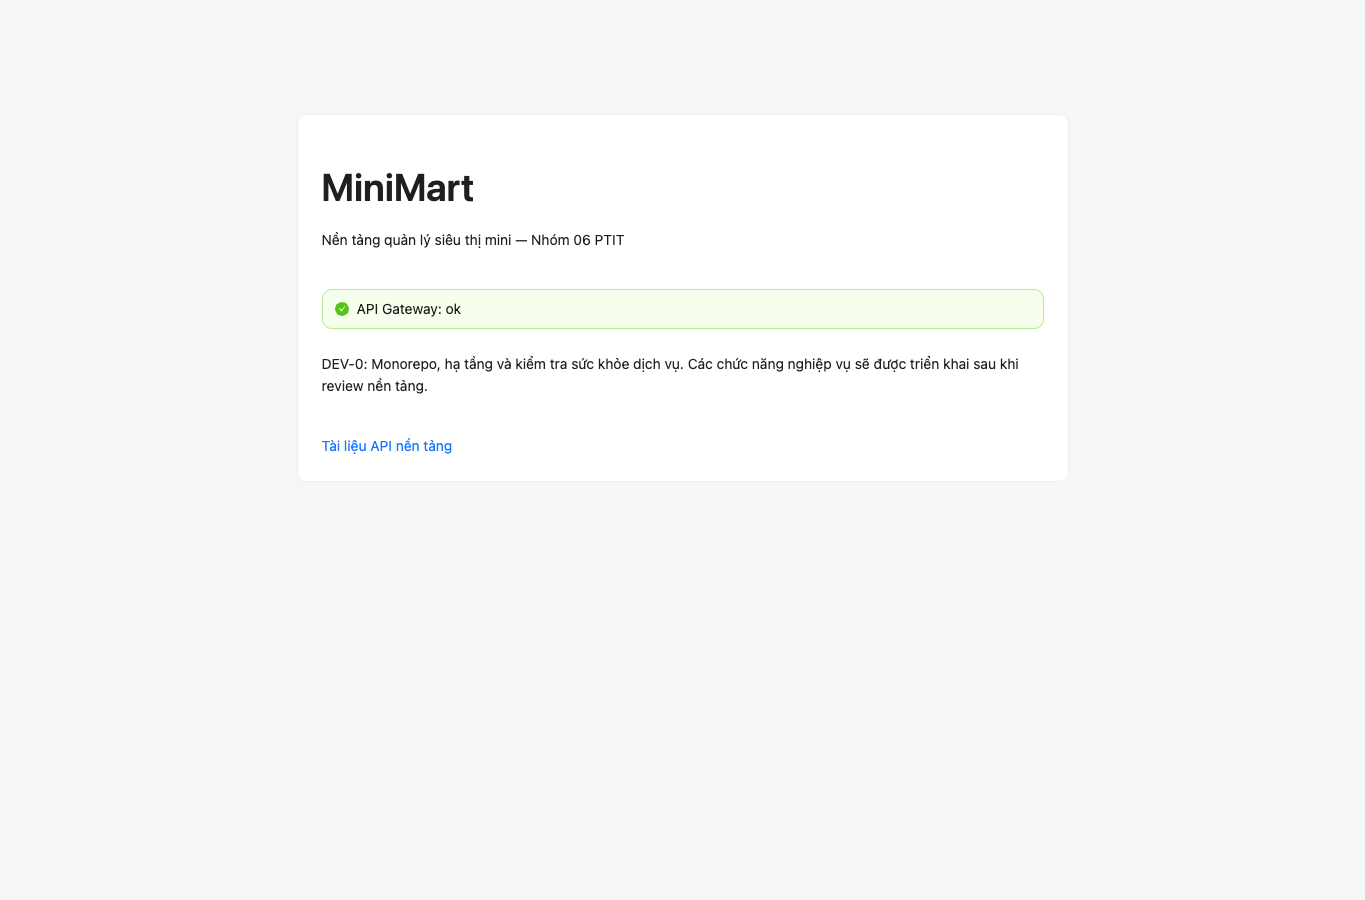 MiniMart
Nền tảng quản lý siêu thị mini — Nhóm 06 PTIT
API Gateway: ok
DEV-0: Monorepo, hạ tầng và kiểm tra sức khỏe dịch vụ. Các chức năng nghiệp vụ sẽ được triển khai sau khi
review nền tảng.
Tài liệu API nền tảng